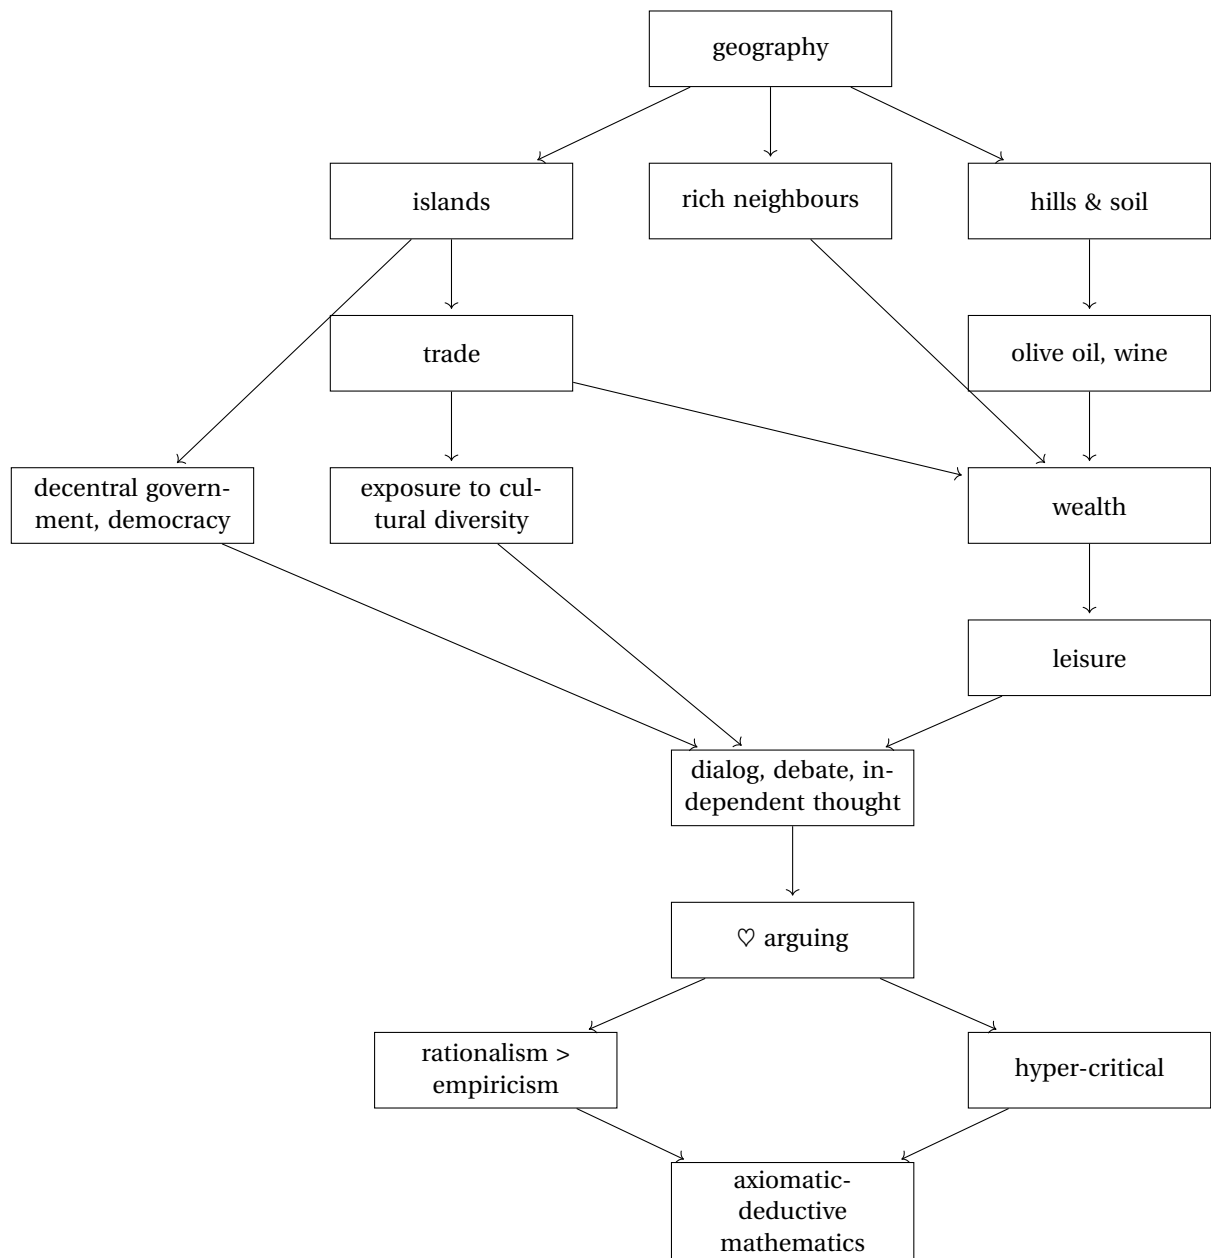 geography
islands
rich neighbours
hills & soil
trade
olive oil, wine
decentral govern-
ment, democracy
exposure to cul-
tural diversity
wealth
leisure
dialog, debate, in-
dependent thought
♡ arguing
rationalism >
empiricism
hyper-critical
axiomatic-
deductive
mathematics